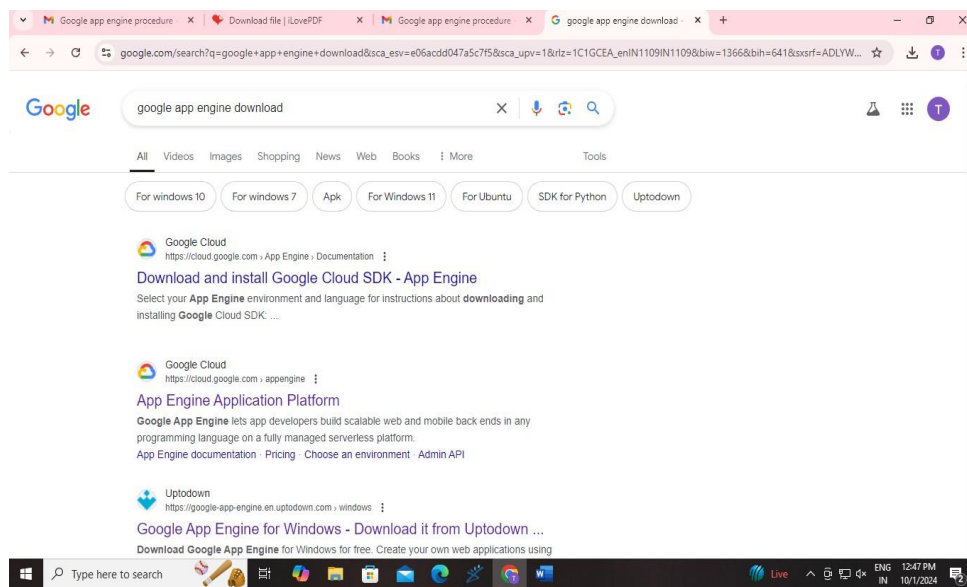 Google app engine procedure
Download file | iLovePDF
Google app engine procedure
google app engine download -
google.com/search?q=google+app+engine+download&sca_esv=e06acdd047a5c7f5&sca_upv=1&rlz=1C1GCEA_enIN1109IN1109&biw=1366&bih=641&sxsrf=ADLYW...
T
Google
google app engine download
T
All Videos Images Shopping News Web Books More Tools
For windows 10 For windows 7 Apk For Windows 11 For Ubuntu SDK for Python Uptodown
Google Cloud
https://cloud.google.com › App Engine › Documentation
Download and install Google Cloud SDK - App Engine
Select your App Engine environment and language for instructions about downloading and
installing Google Cloud SDK: ...
Google Cloud
https://cloud.google.com › appengine
App Engine Application Platform
Google App Engine lets app developers build scalable web and mobile back ends in any
programming language on a fully managed serverless platform.
App Engine documentation · Pricing · Choose an environment · Admin API
Uptodown
https://google-app-engine.en.uptodown.com › windows
Google App Engine for Windows - Download it from Uptodown ...
Download Google App Engine for Windows for free. Create your own web applications using
Type here to search
Live
ENG
IN
12:47 PM
10/1/2024